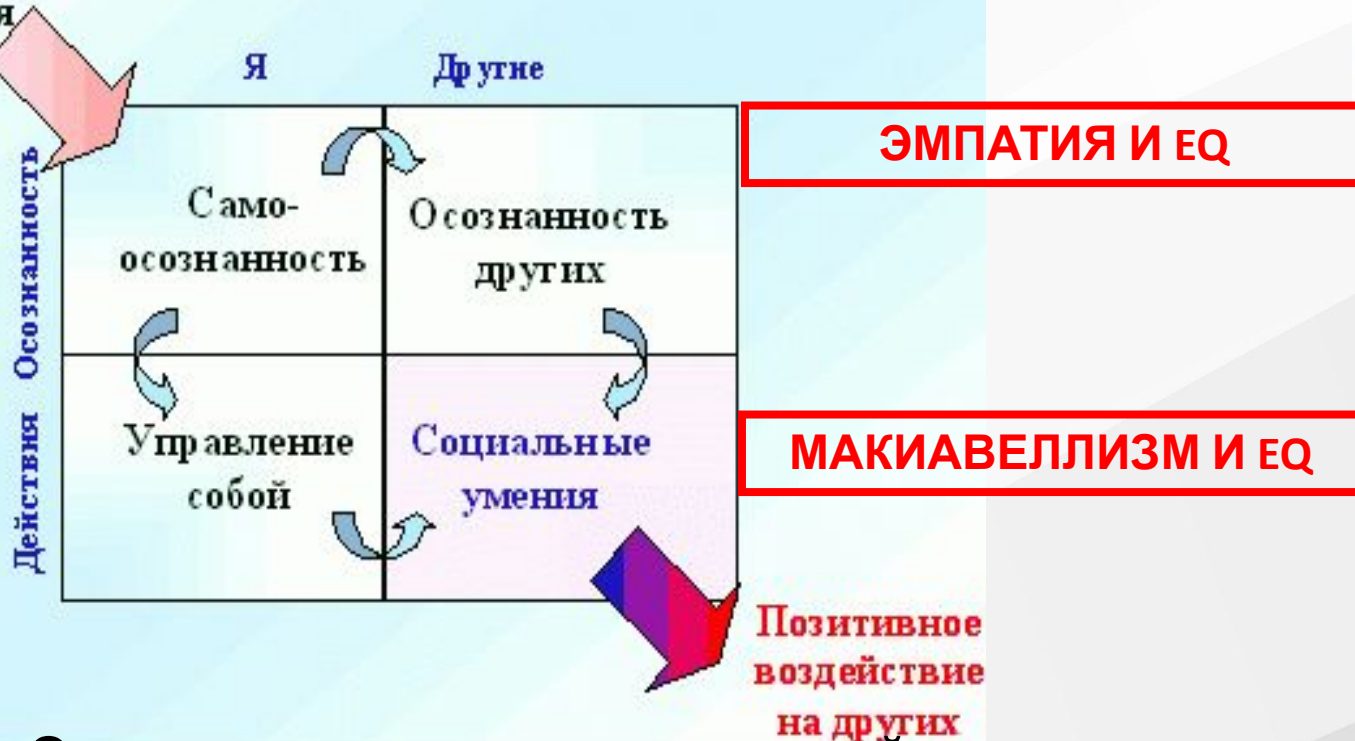 я
Я
Другие
ЭМПАТИЯ И EQ
Осознанность
Само-
осознанность
Осознанность
других
Действия
Управление
собой
Социальные
умения
МАКИАВЕЛЛИЗМ И EQ
Позитивное
воздействие
на других